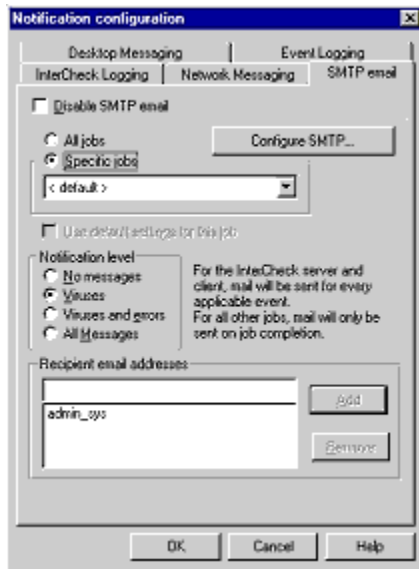 Notification configuration
Desktop Messaging
Event Logging
InterCheck Logging
Network Messaging
SMTP email
Disable SMTP email
All jobs
Configure SMTP...
Specific jobs
< default >
Use default settings for this job
Notification level
No messages
Viruses
Viruses and errors
All Messages
For the InterCheck server and
client, mail will be sent for every
applicable event.
For all other jobs, mail will only be
sent on job completion.
Recipient email addresses
Add
admin_sys
Remove
OK
Cancel
Help